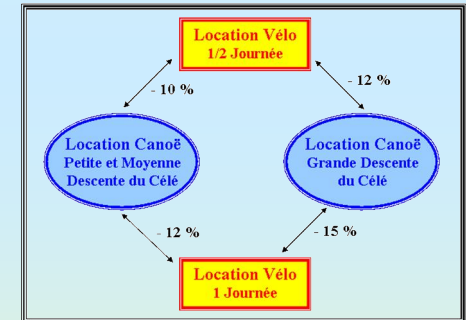 Location Vélo
1/2 Journée
- 10 %
- 12 %
Location Canoë
Petite et Moyenne
Descente du Célé
Location Canoë
Grande Descente
du Célé
- 12 %
- 15 %
Location Vélo
1 Journée